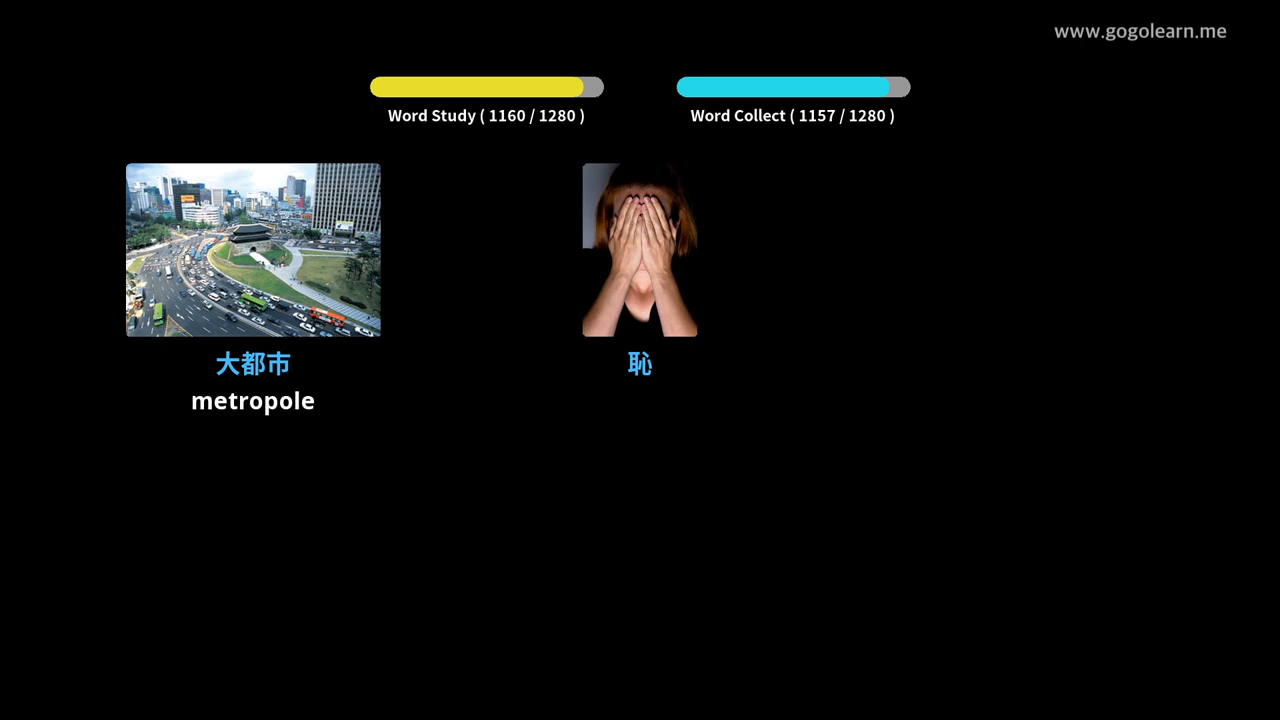 www.gogolearn.me
Word Study ( 1160 / 1280 )
Word Collect ( 1157 / 1280 )
大都市
metropole
恥